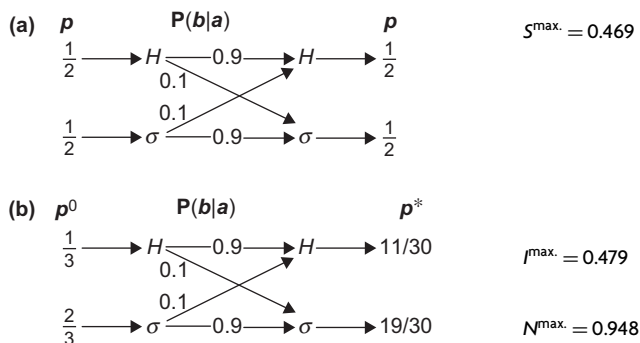 (a) p P(b|a) p S^max. = 0.469
1/2 H 0.9 H 1/2
0.1
0.1
1/2 σ 0.9 σ 1/2
(b) p^0 P(b|a) p*
1/3 H 0.9 H 11/30 I^max. = 0.479
0.1
0.1
2/3 σ 0.9 σ 19/30 N^max. = 0.948